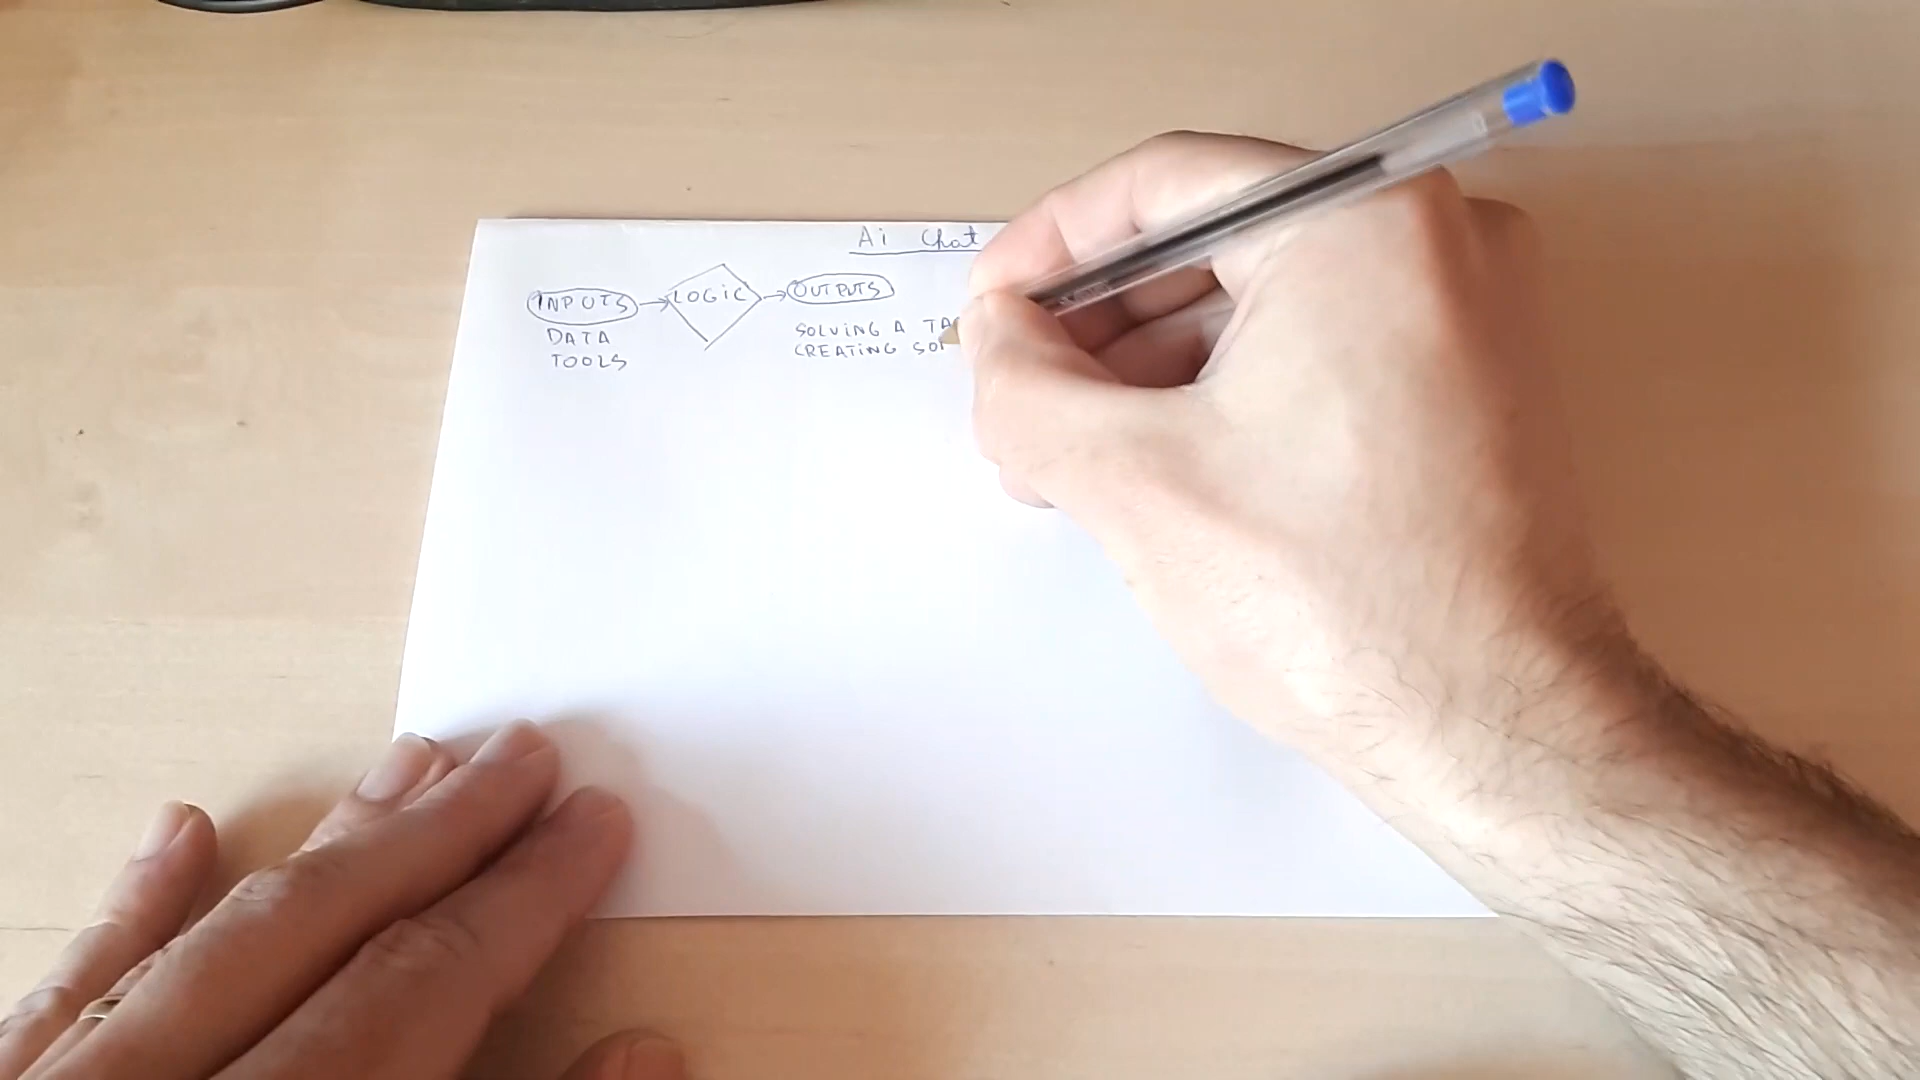 Ai Chat
INPUTS → LOGiC → OUTPUTS
DATA
TOOLS
SOLViNG A
CREATiNG